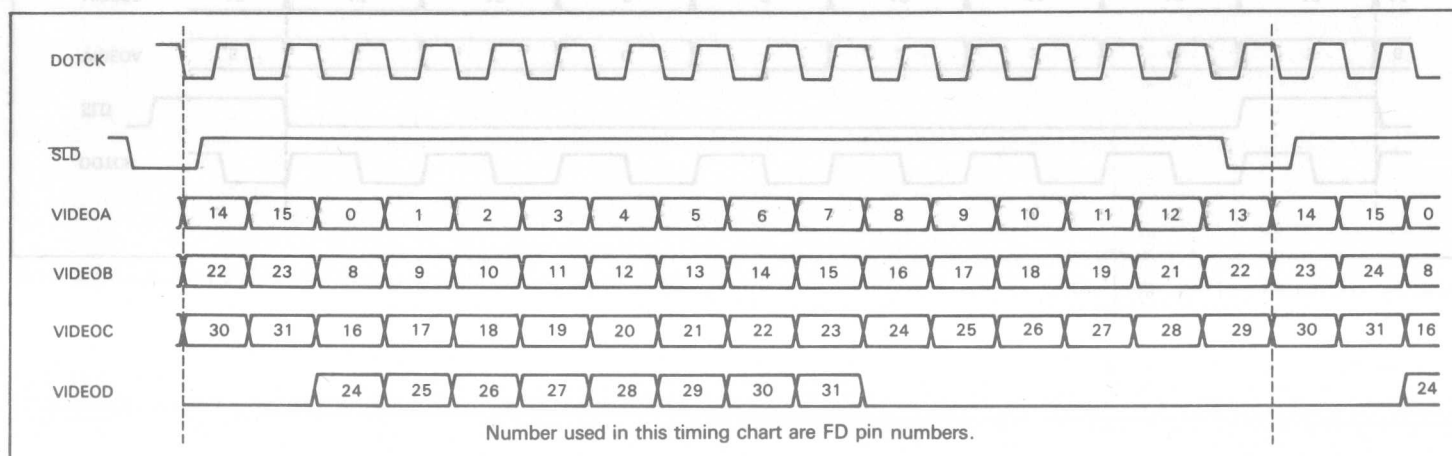 DOTCK
SLD
VIDEOA 14 15 0 1 2 3 4 5 6 7 8 9 10 11 12 13 14 15 0
VIDEOB 22 23 8 9 10 11 12 13 14 15 16 17 18 19 21 22 23 24 8
VIDEOC 30 31 16 17 18 19 20 21 22 23 24 25 26 27 28 29 30 31 16
VIDEOD 24 25 26 27 28 29 30 31 24
Number used in this timing chart are FD pin numbers.